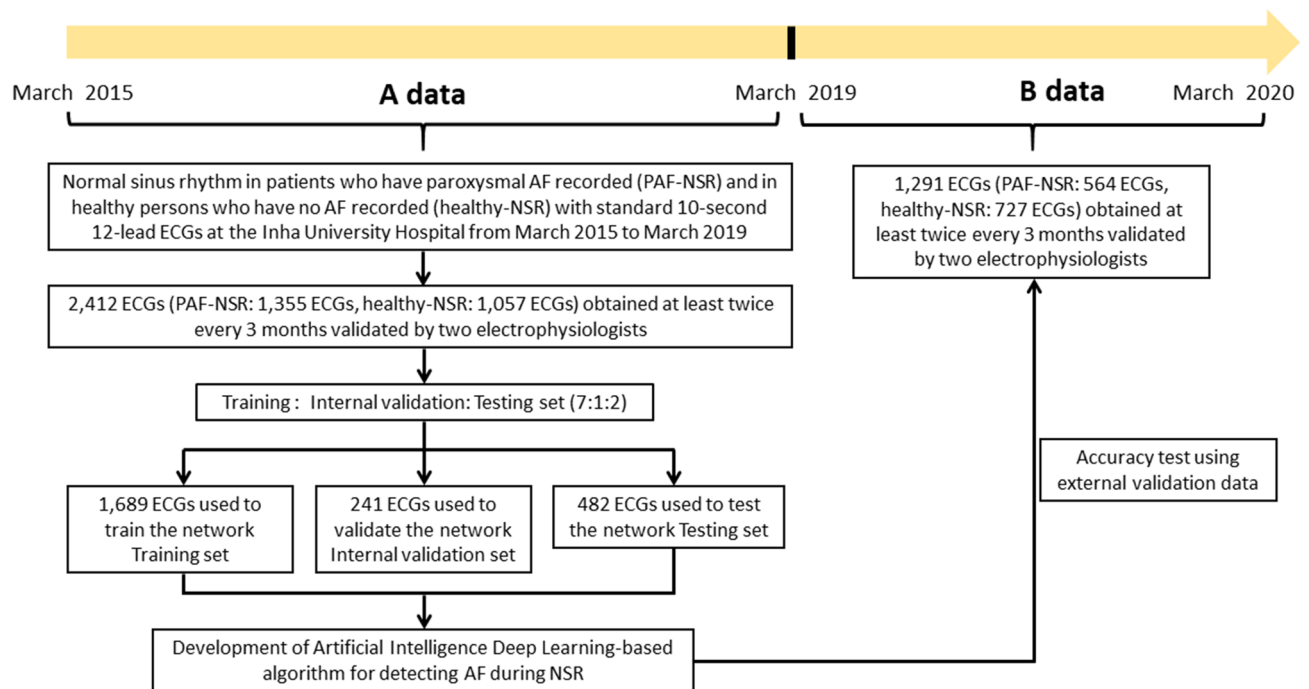 March 2015
A data
March 2019
B data
March 2020
Normal sinus rhythm in patients who have paroxysmal AF recorded (PAF-NSR) and in
healthy persons who have no AF recorded (healthy-NSR) with standard 10-second
12-lead ECGs at the Inha University Hospital from March 2015 to March 2019
1,291 ECGs (PAF-NSR: 564 ECGs,
healthy-NSR: 727 ECGs) obtained at
least twice every 3 months validated
by two electrophysiologists
2,412 ECGs (PAF-NSR: 1,355 ECGs, healthy-NSR: 1,057 ECGs) obtained at least twice
every 3 months validated by two electrophysiologists
Training : Internal validation: Testing set (7:1:2)
1,689 ECGs used to
train the network
Training set
241 ECGs used to
validate the network
Internal validation set
482 ECGs used to test
the network Testing set
Accuracy test using
external validation data
Development of Artificial Intelligence Deep Learning-based
algorithm for detecting AF during NSR